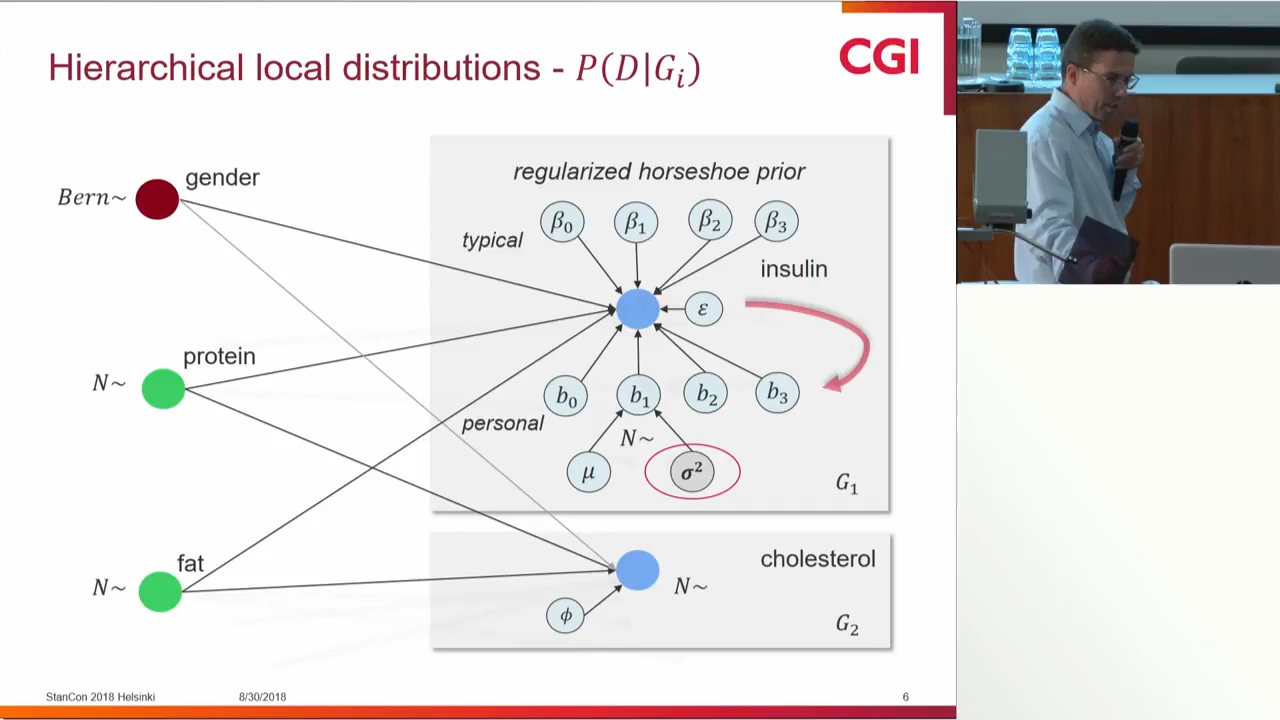 Hierarchical local distributions - P(D|Gᵢ)
CGI
gender
Bern~
regularized horseshoe prior
β₀ β₁ β₂ β₃
typical
insulin
ε
protein
N~
b₀ b₁ b₂ b₃
personal
N~
μ σ²
G₁
fat
N~
cholesterol
N~
ϕ
G₂
StanCon 2018 Helsinki 8/30/2018 6